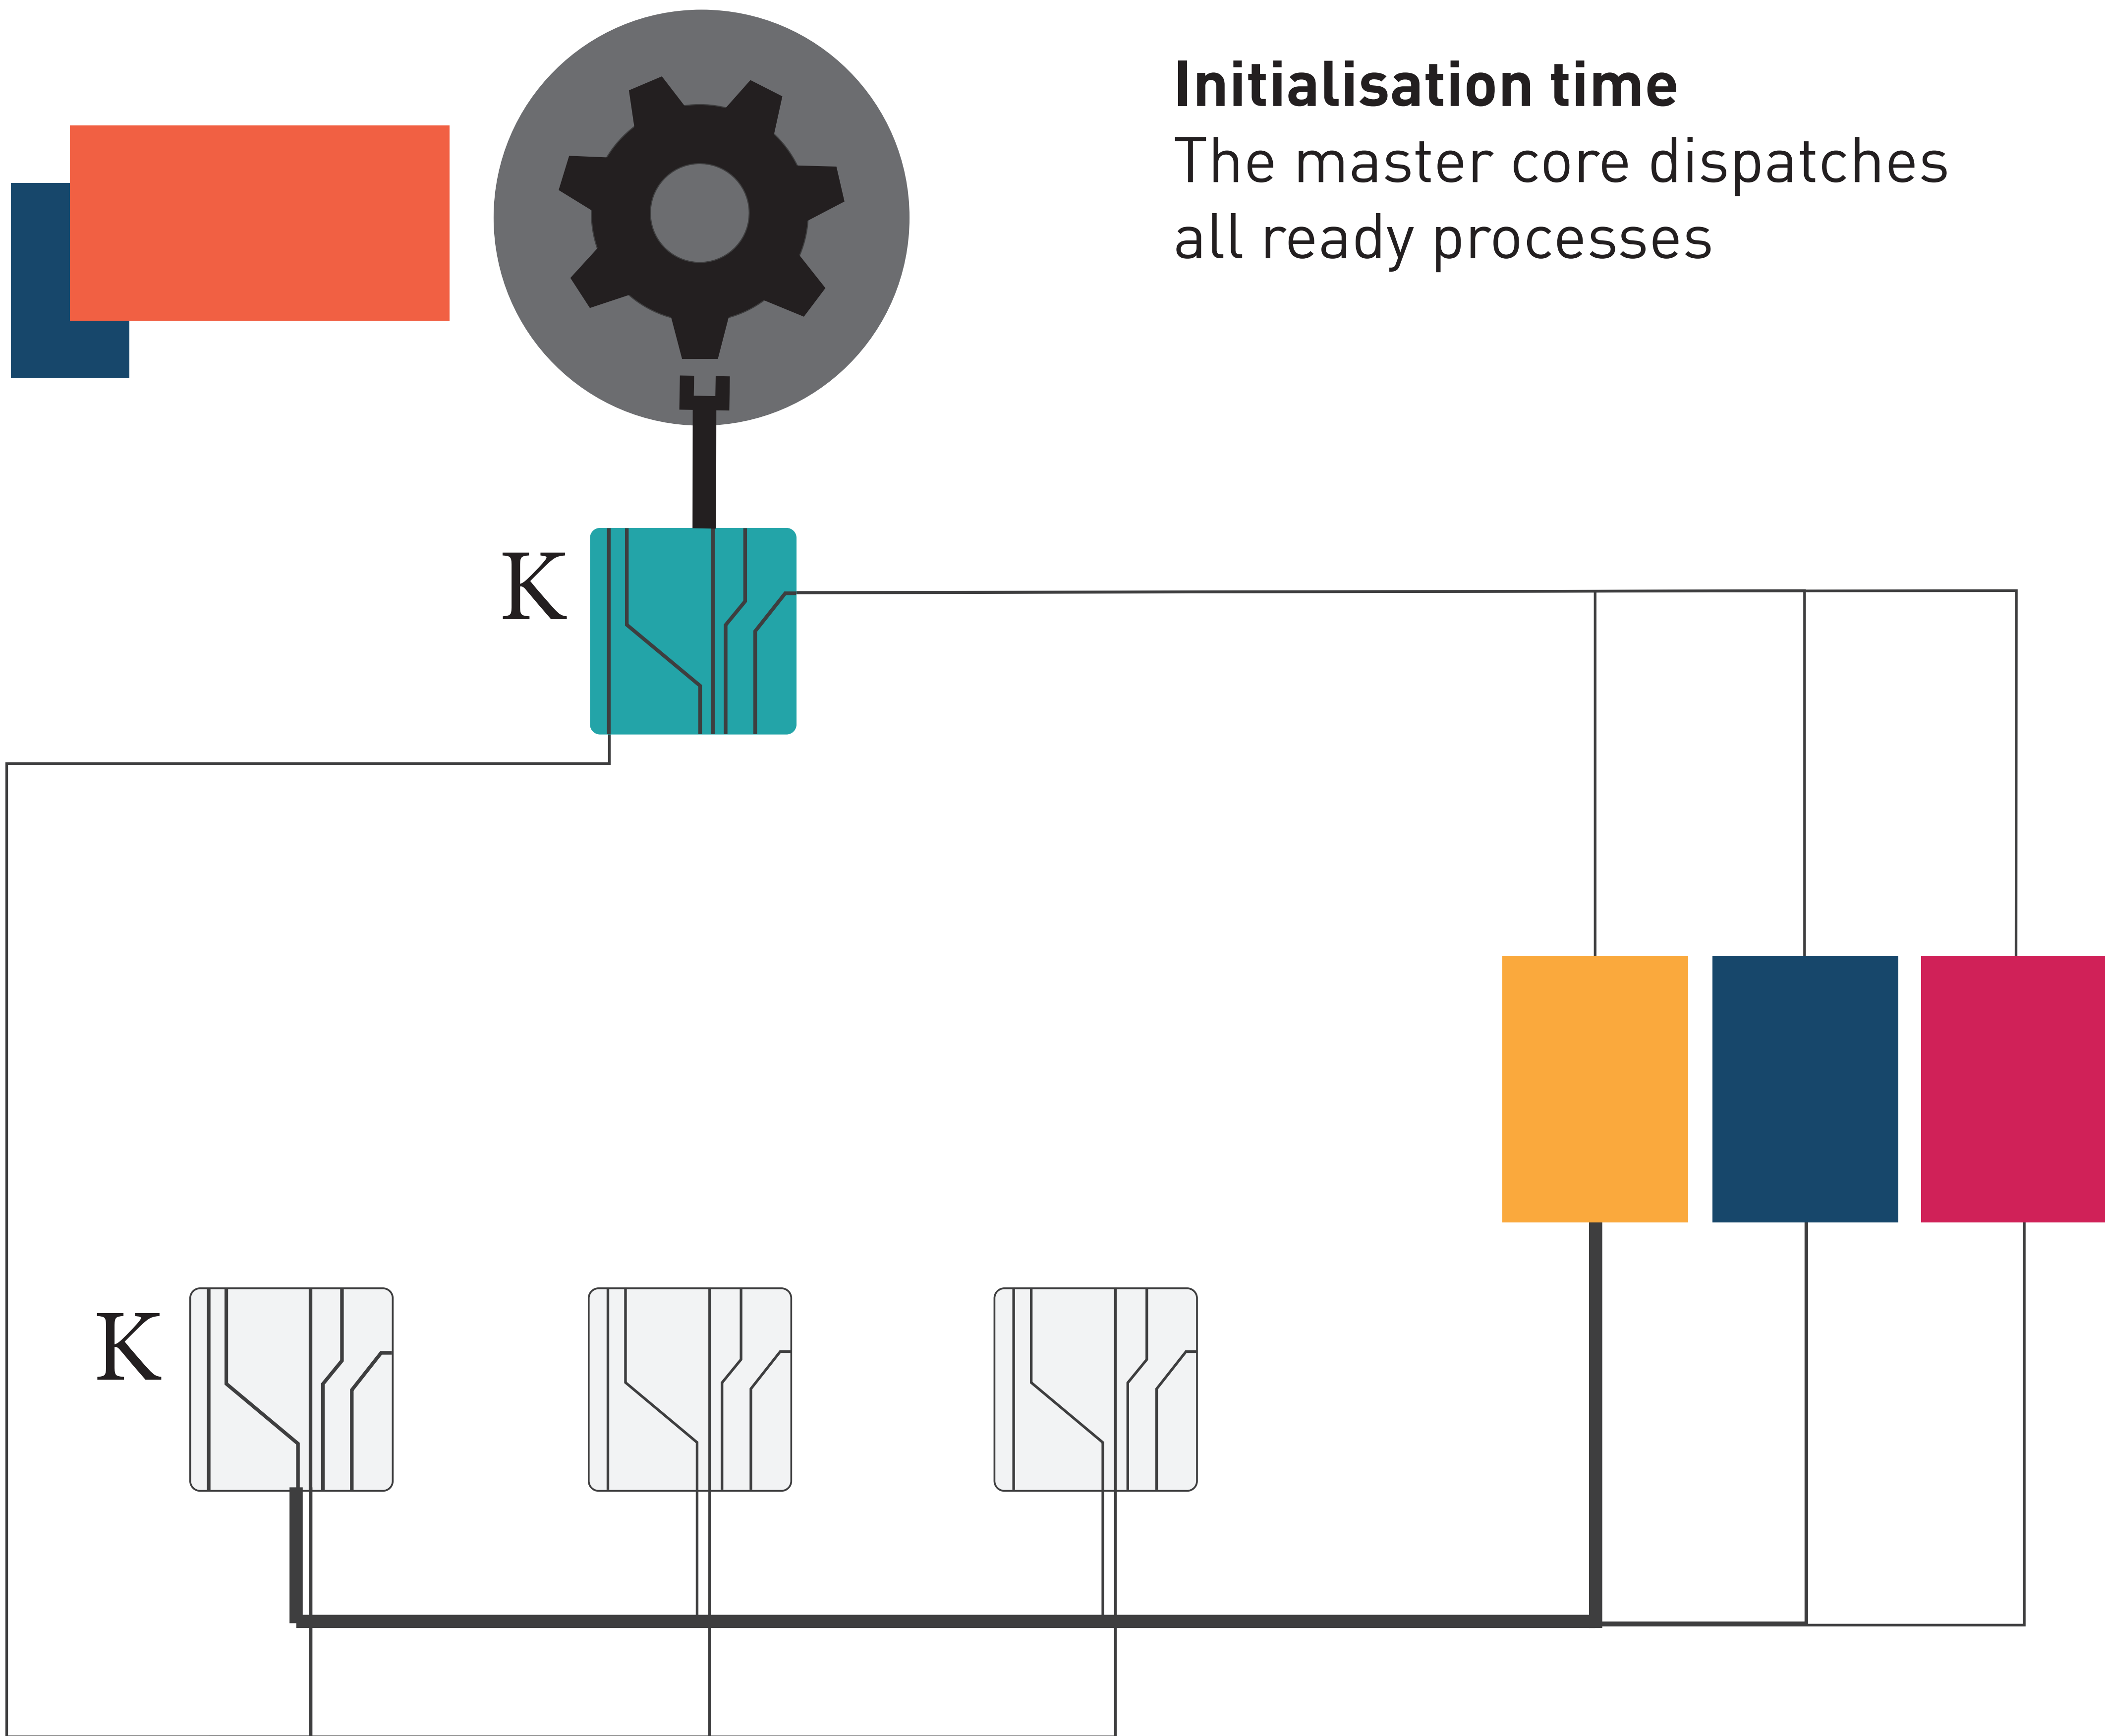 Initialisation time
The master core dispatches
all ready processes
K
K